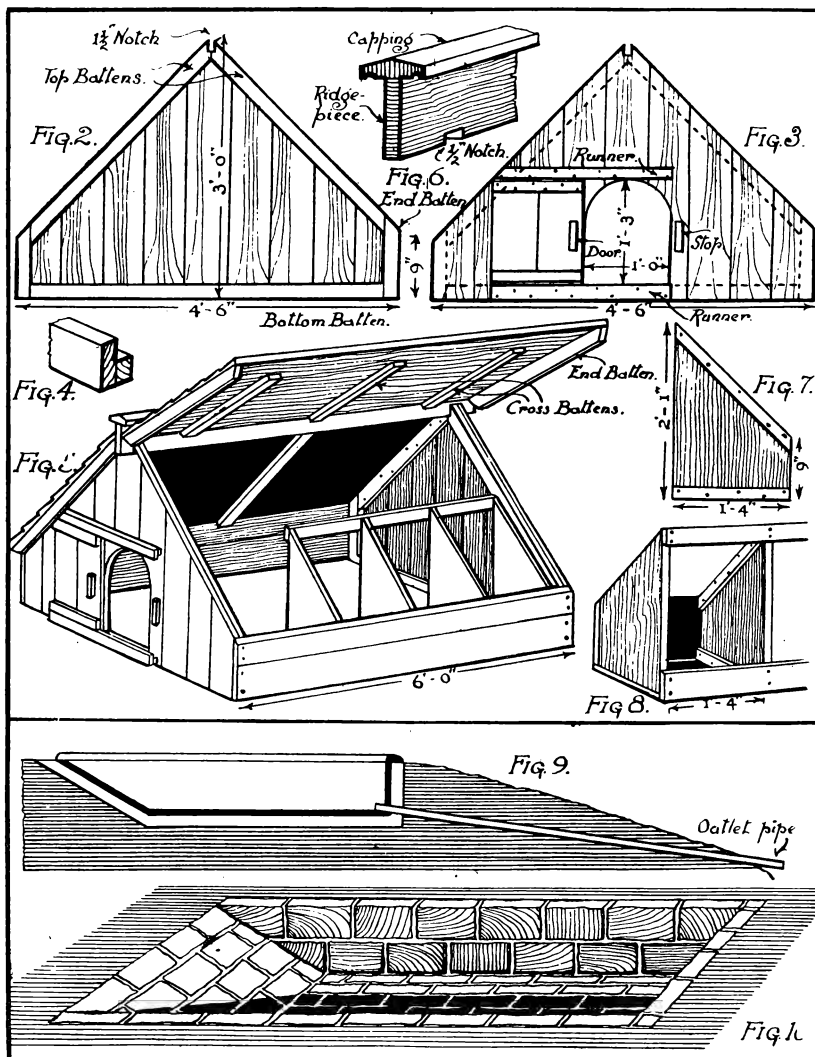 1½" Notch
Top Battens.
FIG. 2.
3'-0"
End Batten
9"
4'-6"
Bottom Batten.
Capping
Ridge-
piece.
1½" Notch.
FIG. 6.
FIG. 3.
Runner.
Door
1'-3"
1'-0"
Stop
4'-6"
Runner.
FIG. 4.
End Batten.
Cross Battens.
6'-0"
FIG. 7.
2'-1"
9"
1'-4"
FIG 8.
1'-4"
FIG. 9.
Outlet pipe